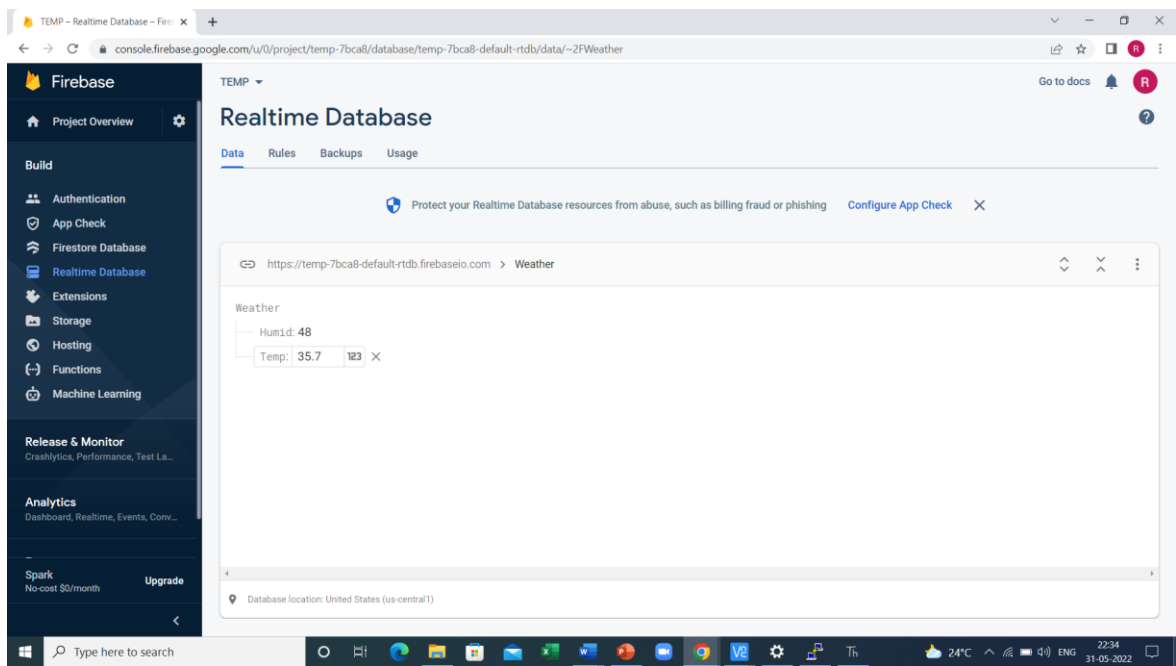 TEMP – Realtime Database – Fire
console.firebase.google.com/u/0/project/temp-7bca8/database/temp-7bca8-default-rtdb/data/~2FWeather
R
Firebase
TEMP
Go to docs
R
Project Overview
Realtime Database
Data Rules Backups Usage
Build
Authentication
App Check
Firestore Database
Realtime Database
Extensions
Storage
Hosting
Functions
Machine Learning
Release & Monitor
Crashlytics, Performance, Test La...
Analytics
Dashboard, Realtime, Events, Conv...
Spark
No-cost $0/month
Upgrade
Protect your Realtime Database resources from abuse, such as billing fraud or phishing Configure App Check
https://temp-7bca8-default-rtdb.firebaseio.com > Weather
Weather
Humid: 48
Temp: 35.7 123
Database location: United States (us-central1)
Type here to search
24°C
ENG
22:34
31-05-2022